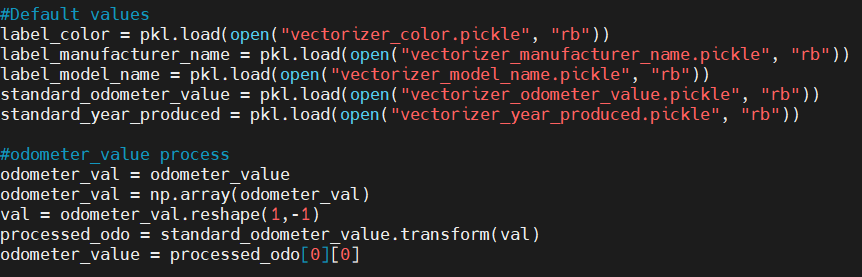 #Default values
label_color = pkl.load(open("vectorizer_color.pickle", "rb"))
label_manufacturer_name = pkl.load(open("vectorizer_manufacturer_name.pickle", "rb"))
label_model_name = pkl.load(open("vectorizer_model_name.pickle", "rb"))
standard_odometer_value = pkl.load(open("vectorizer_odometer_value.pickle", "rb"))
standard_year_produced = pkl.load(open("vectorizer_year_produced.pickle", "rb"))

#odometer_value process
odometer_val = odometer_value
odometer_val = np.array(odometer_val)
val = odometer_val.reshape(1,-1)
processed_odo = standard_odometer_value.transform(val)
odometer_value = processed_odo[0][0]